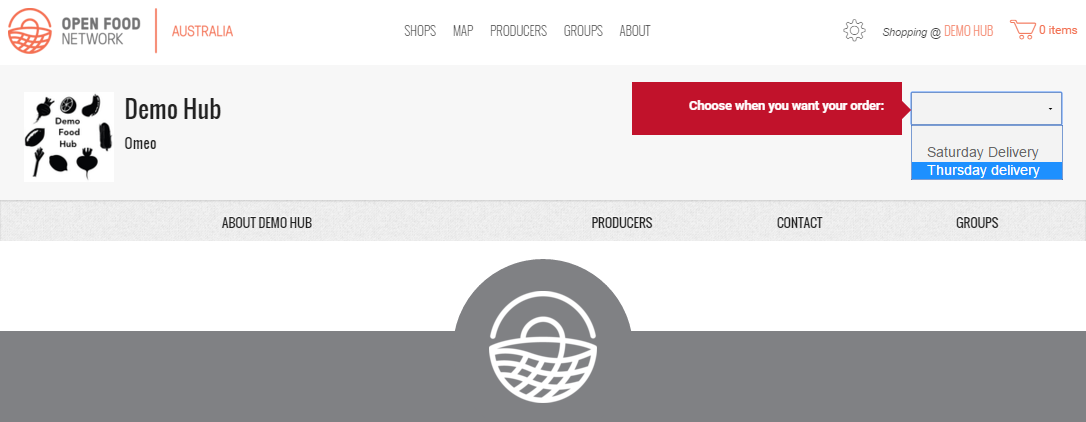 OPEN FOOD
NETWORK
AUSTRALIA
SHOPS MAP PRODUCERS GROUPS ABOUT
Shopping @ DEMO HUB
0 items
Demo
Food
Hub
Demo Hub
Omeo
Choose when you want your order:
Saturday Delivery
Thursday delivery
ABOUT DEMO HUB PRODUCERS CONTACT GROUPS